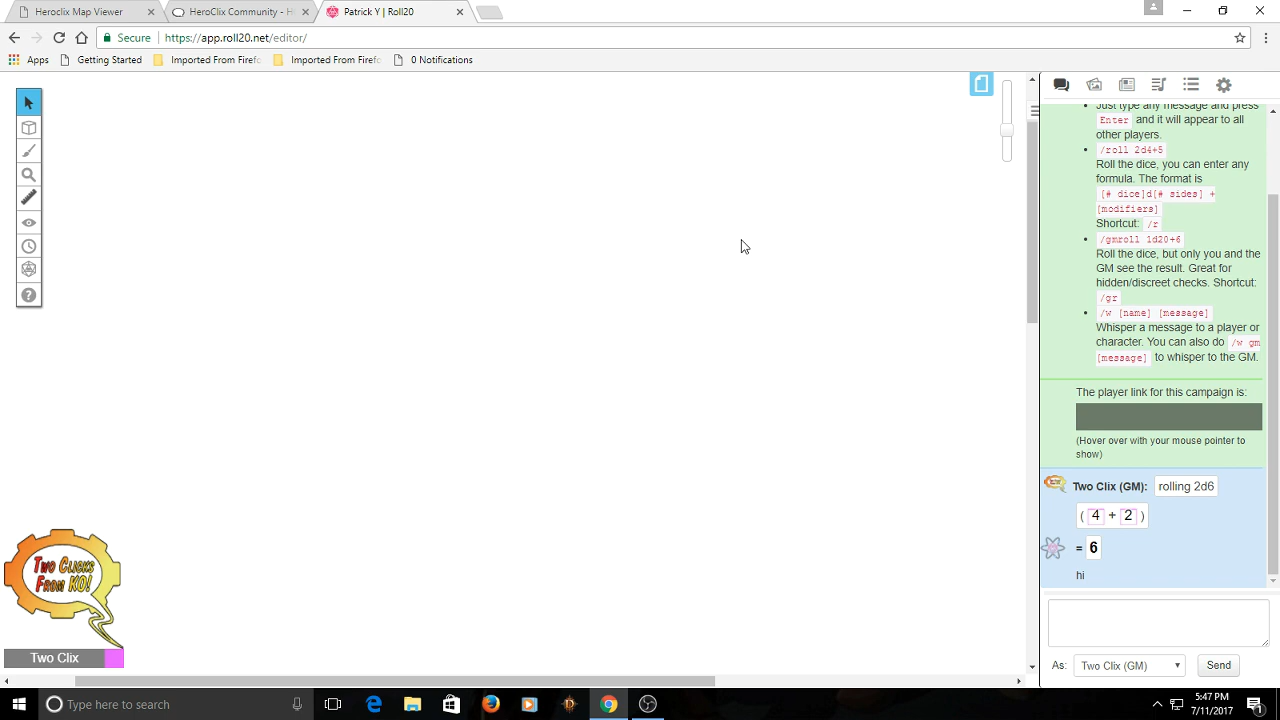 Heroclix Map Viewer
HeroClix Community - H
Patrick Y | Roll20
Secure
https://app.roll20.net/editor/
Apps
Getting Started
Imported From Firefo
Imported From Firefo
0 Notifications
Just type any message and press
Enter and it will appear to all
other players.
/roll 2d4+5
Roll the dice, you can enter any
formula. The format is
[# dice]d[# sides] +
[modifiers]
Shortcut: /r
/gmroll 1d20+6
Roll the dice, but only you and the
GM see the result. Great for
hidden/discreet checks. Shortcut:
/gr
/w [name] [message]
Whisper a message to a player or
character. You can also do /w gm
[message] to whisper to the GM.
The player link for this campaign is:
(Hover over with your mouse pointer to
show)
Two Clix (GM): rolling 2d6
( 4 + 2 )
= 6
hi
Two Clicks
From KO!
Two Clix
As: Two Clix (GM)
Send
Type here to search
5:47 PM
7/11/2017
1